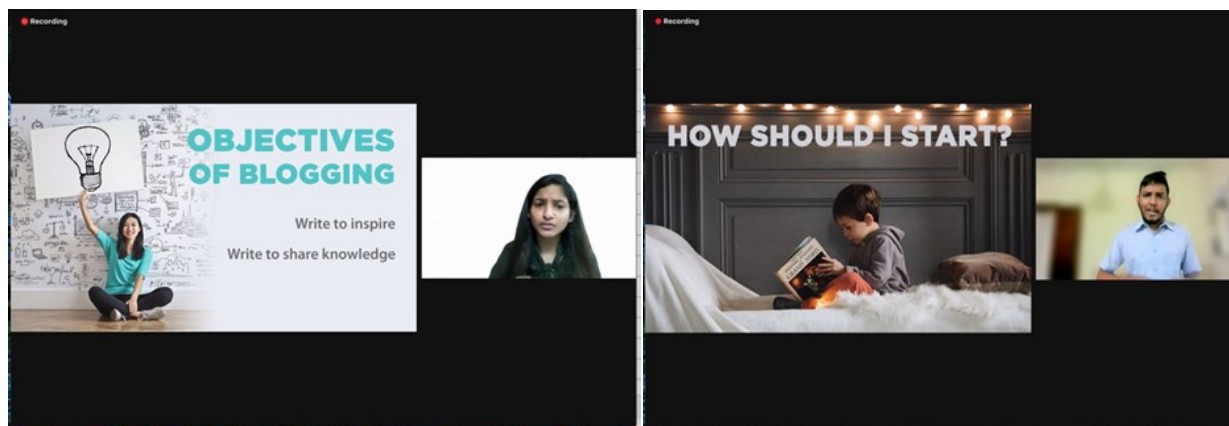 Recording
OBJECTIVES
OF BLOGGING
Write to inspire
Write to share knowledge
Recording
HOW SHOULD I START?